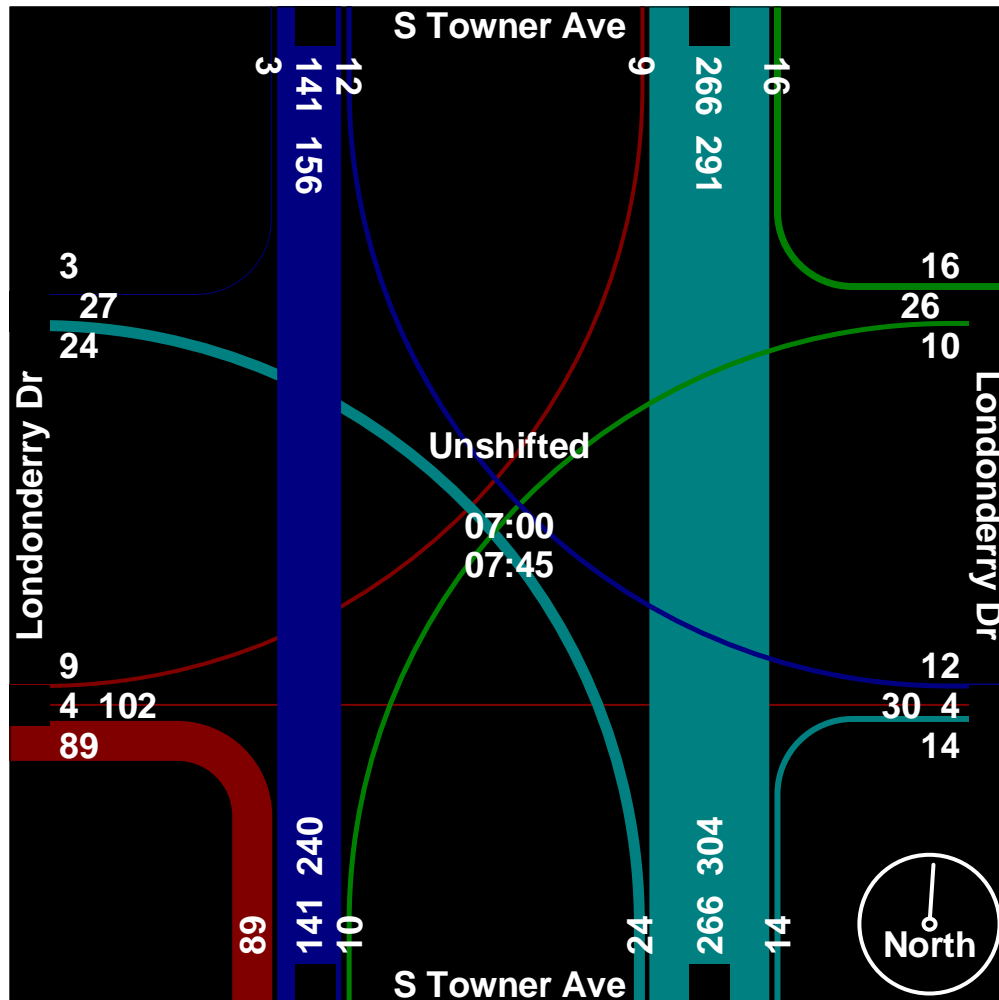 S Towner Ave
3 141 156 12
9 266 291 16
3
27
24
16
26
10
Londonderry Dr
Londonderry Dr
Unshifted
07:00
07:45
9
4 102
89
12
30 4
14
89 141 240 10
24 266 304 14
North
S Towner Ave